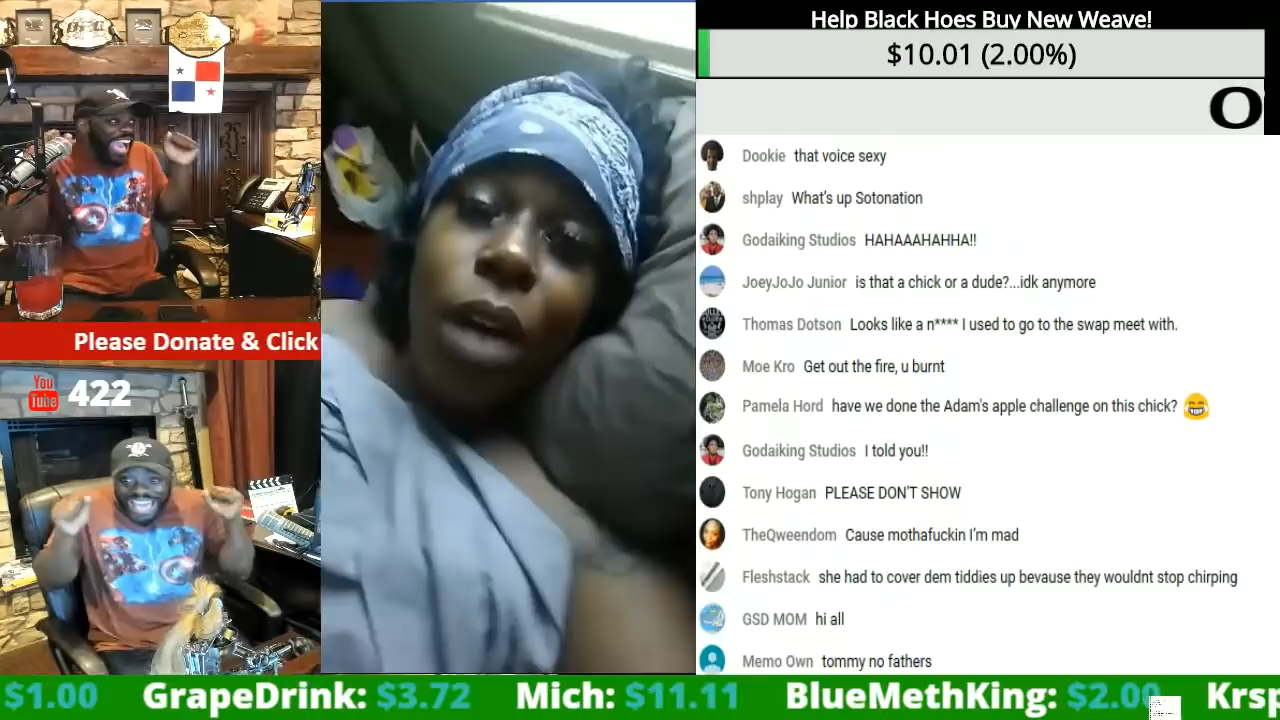 Help Black Hoes Buy New Weave!
$10.01 (2.00%)
O
Dookie that voice sexy
shplay What's up Sotonation
Godaiking Studios HAHAAAHAHHA!!
JoeyJoJo Junior is that a chick or a dude?...idk anymore
Thomas Dotson Looks like a n**** I used to go to the swap meet with.
Moe Kro Get out the fire, u burnt
Pamela Hord have we done the Adam's apple challenge on this chick? 😂
Godaiking Studios I told you!!
Tony Hogan PLEASE DON'T SHOW
TheQweendom Cause mothafuckin I'm mad
Fleshstack she had to cover dem tiddies up bevause they wouldnt stop chirping
GSD MOM hi all
Memo Own tommy no fathers
Please Donate & Click
You Tube 422
$1.00 GrapeDrink: $3.72 Mich: $11.11 BlueMethKing: $2.00 Krsp